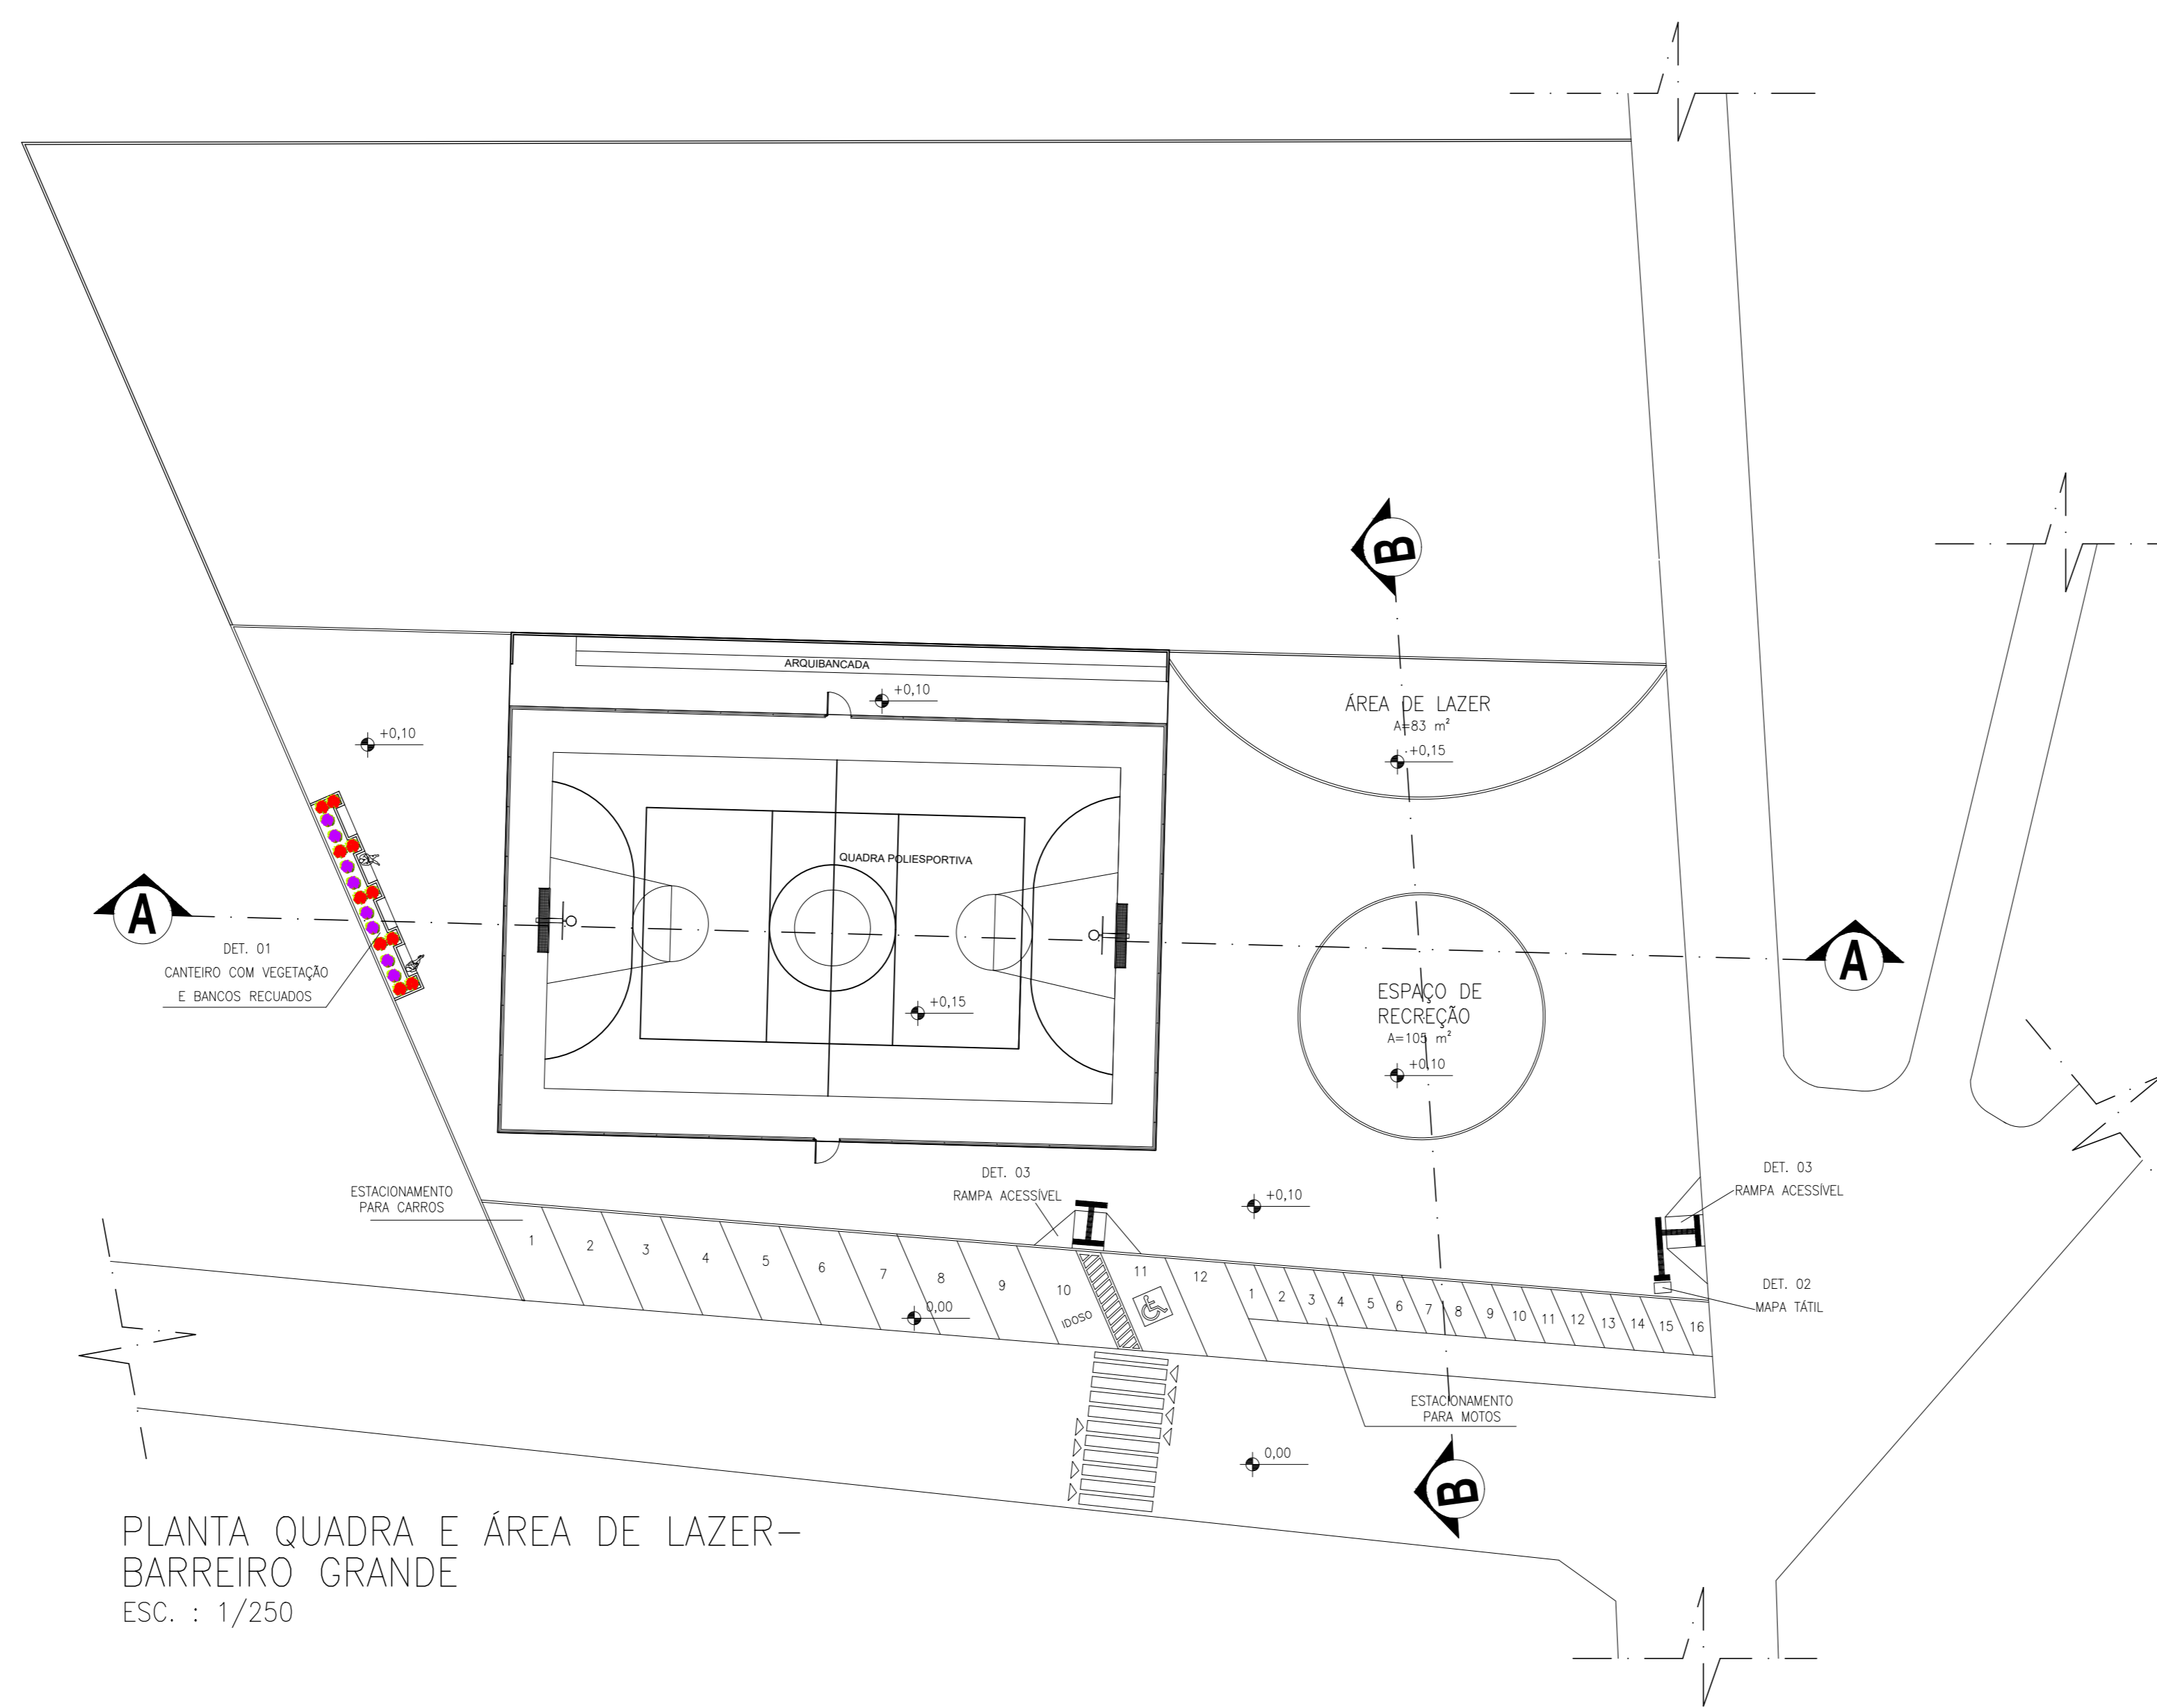 B
ARQUIBANCADA
+0,10
ÁREA DE LAZER
A=83 m²
+0,15
+0,10
QUADRA POLIESPORTIVA
A
A
DET. 01
CANTEIRO COM VEGETAÇÃO
E BANCOS RECUADOS
+0,15
ESPAÇO DE
RECREÇÃO
A=105 m²
+0,10
DET. 03
RAMPA ACESSÍVEL
DET. 03
RAMPA ACESSÍVEL
ESTACIONAMENTO
PARA CARROS
+0,10
1 2 3 4 5 6 7 8 9 10 11 12
IDOSO
0,00
1 2 3 4 5 6 7 8 9 10 11 12 13 14 15 16
DET. 02
MAPA TÁTIL
ESTACIONAMENTO
PARA MOTOS
0,00
B
PLANTA QUADRA E ÁREA DE LAZER-
BARREIRO GRANDE
ESC. : 1/250